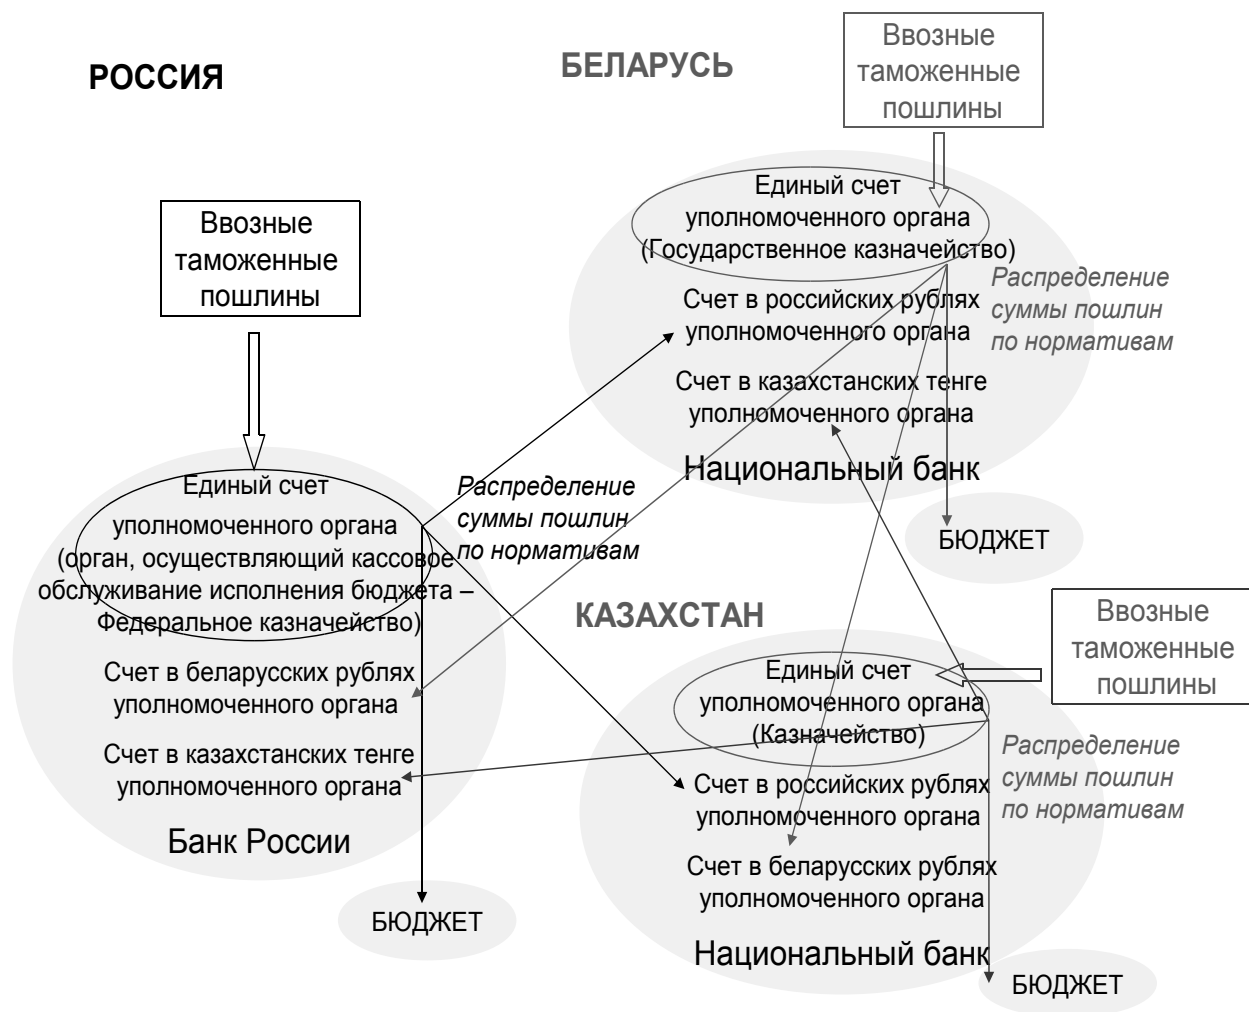 РОССИЯ
Ввозные
таможенные
пошлины
Единый счет
уполномоченного органа
(орган, осуществляющий кассовое
обслуживание исполнения бюджета –
Федеральное казначейство)
Счет в беларусских рублях
уполномоченного органа
Счет в казахстанских тенге
уполномоченного органа
Банк России
БЮДЖЕТ
Распределение
суммы пошлин
по нормативам
БЕЛАРУСЬ
Ввозные
таможенные
пошлины
Единый счет
уполномоченного органа
(Государственное казначейство)
Счет в российских рублях
уполномоченного органа
Счет в казахстанских тенге
уполномоченного органа
Национальный банк
Распределение
суммы пошлин
по нормативам
БЮДЖЕТ
КАЗАХСТАН
Ввозные
таможенные
пошлины
Единый счет
уполномоченного органа
(Казначейство)
Счет в российских рублях
уполномоченного органа
Счет в беларусских рублях
уполномоченного органа
Национальный банк
Распределение
суммы пошлин
по нормативам
БЮДЖЕТ